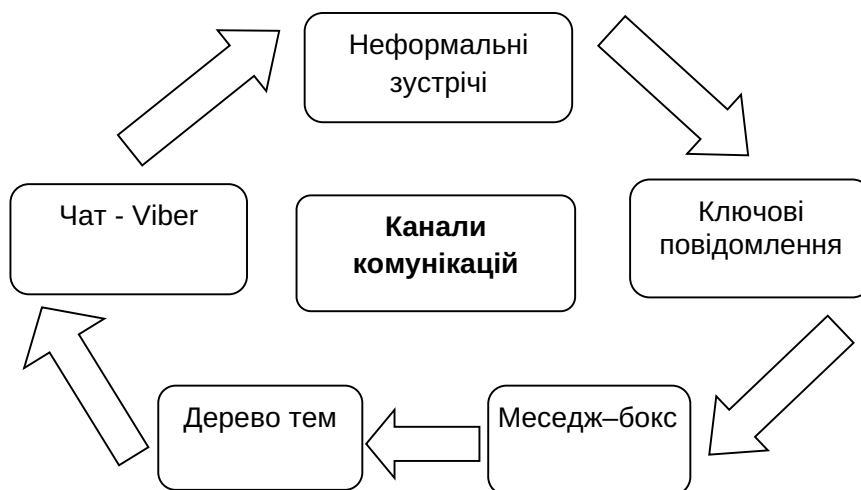 Неформальні
зустрічі
Чат - Viber
Канали
комунікацій
Ключові
повідомлення
Дерево тем
Меседж–бокс